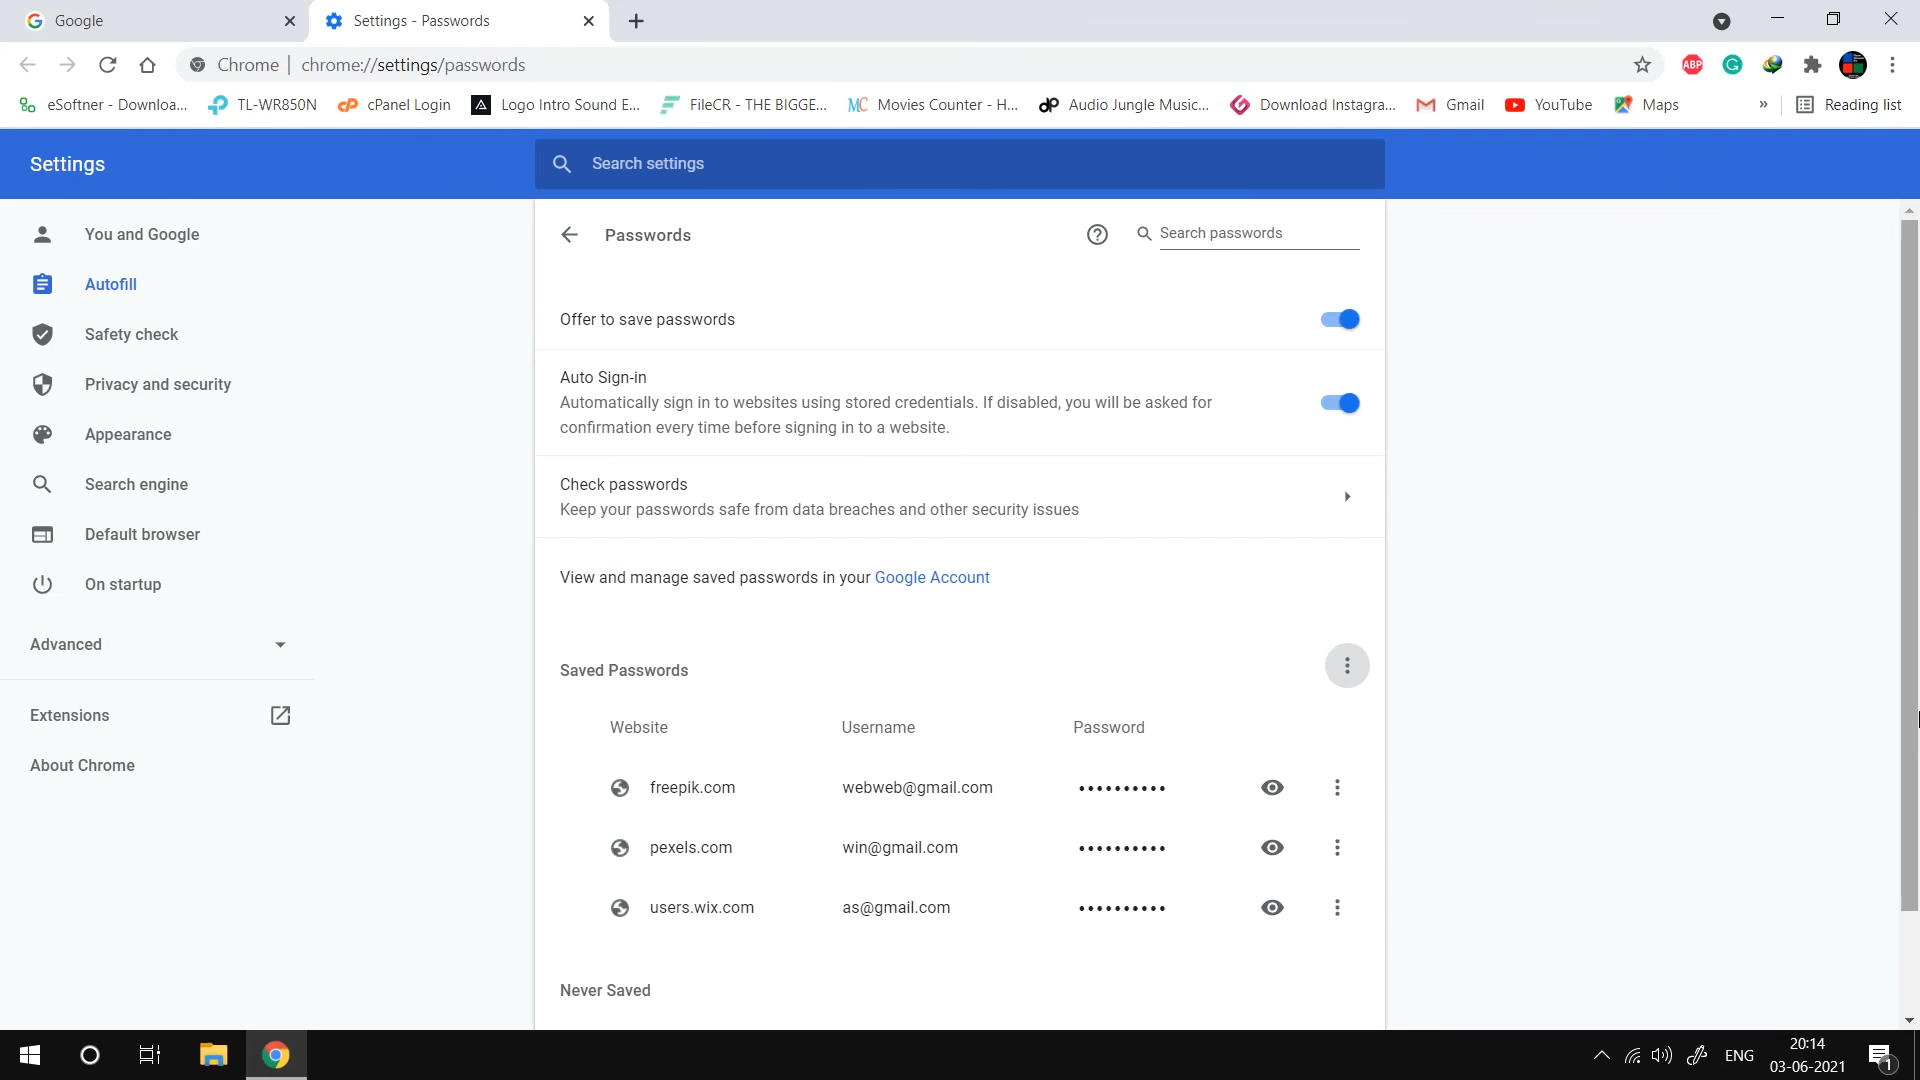 Google
Settings - Passwords
Chrome | chrome://settings/passwords
ABP
eSoftner - Downloa...
TL-WR850N
cPanel Login
Logo Intro Sound E...
FileCR - THE BIGGE...
Movies Counter - H...
Audio Jungle Music...
Download Instagra...
Gmail
YouTube
Maps
»
Reading list
Settings
Search settings
You and Google
Autofill
Safety check
Privacy and security
Appearance
Search engine
Default browser
On startup
Advanced
Extensions
About Chrome
Passwords
Search passwords
Offer to save passwords
Auto Sign-in
Automatically sign in to websites using stored credentials. If disabled, you will be asked for
confirmation every time before signing in to a website.
Check passwords
Keep your passwords safe from data breaches and other security issues
View and manage saved passwords in your Google Account
Saved Passwords
Website Username Password
freepik.com webweb@gmail.com ••••••••••
pexels.com win@gmail.com ••••••••••
users.wix.com as@gmail.com ••••••••••
Never Saved
ENG
20:14
03-06-2021
1